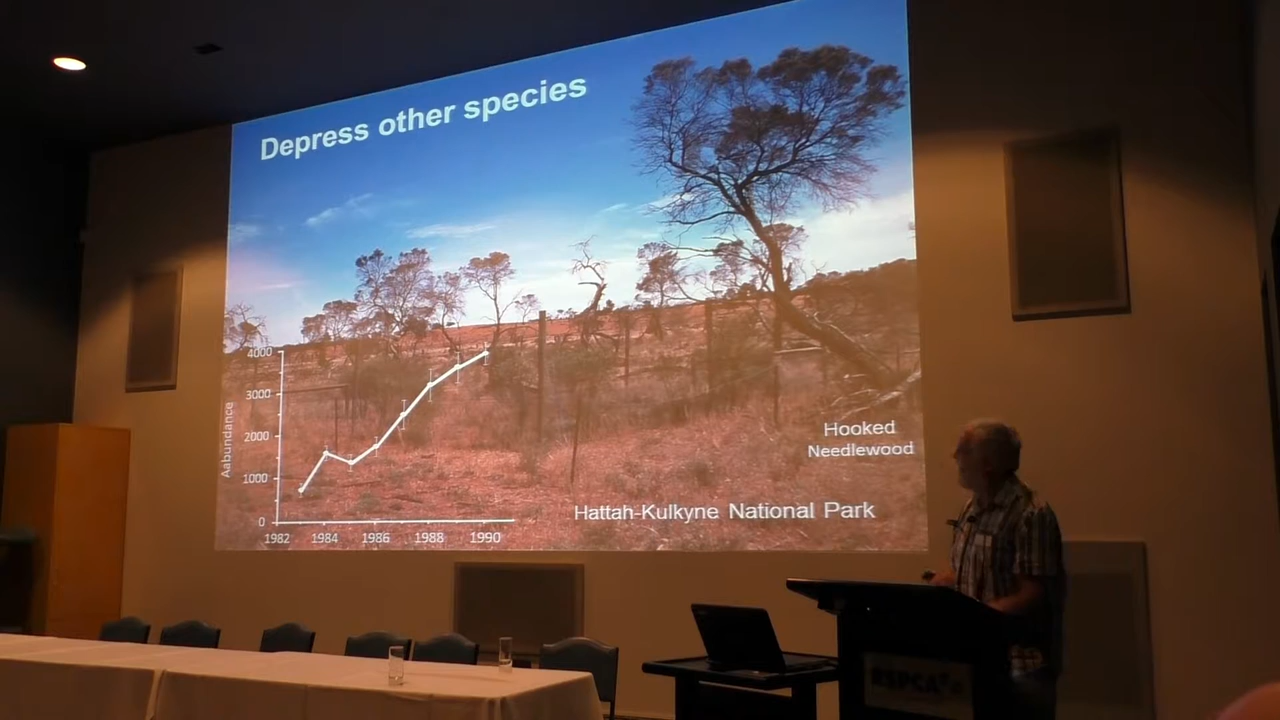 Depress other species
4000
3000
2000
1000
0
Aabundance
1982 1984 1986 1988 1990
Hooked
Needlewood
Hattah-Kulkyne National Park
RSPCA